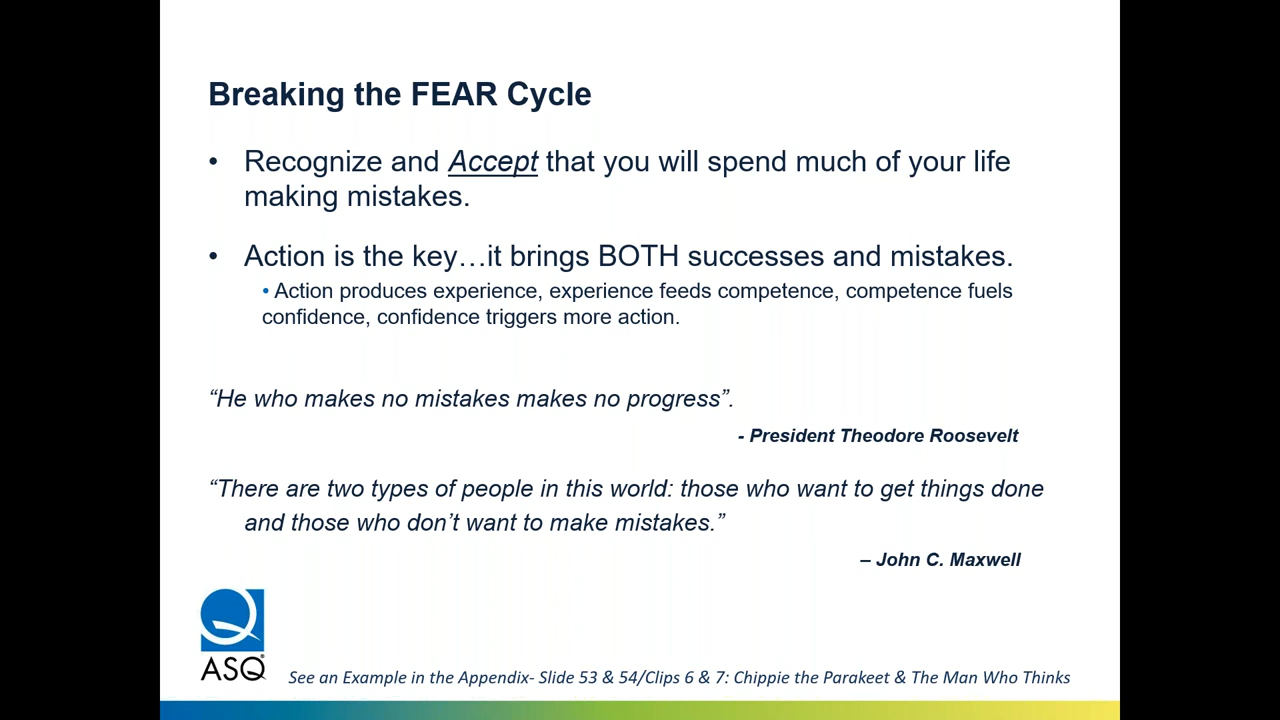 Breaking the FEAR Cycle
• Recognize and Accept that you will spend much of your life
making mistakes.
• Action is the key…it brings BOTH successes and mistakes.
• Action produces experience, experience feeds competence, competence fuels
confidence, confidence triggers more action.
“He who makes no mistakes makes no progress”.
- President Theodore Roosevelt
“There are two types of people in this world: those who want to get things done
and those who don’t want to make mistakes.”
– John C. Maxwell
ASQ®
See an Example in the Appendix- Slide 53 & 54/Clips 6 & 7: Chippie the Parakeet & The Man Who Thinks